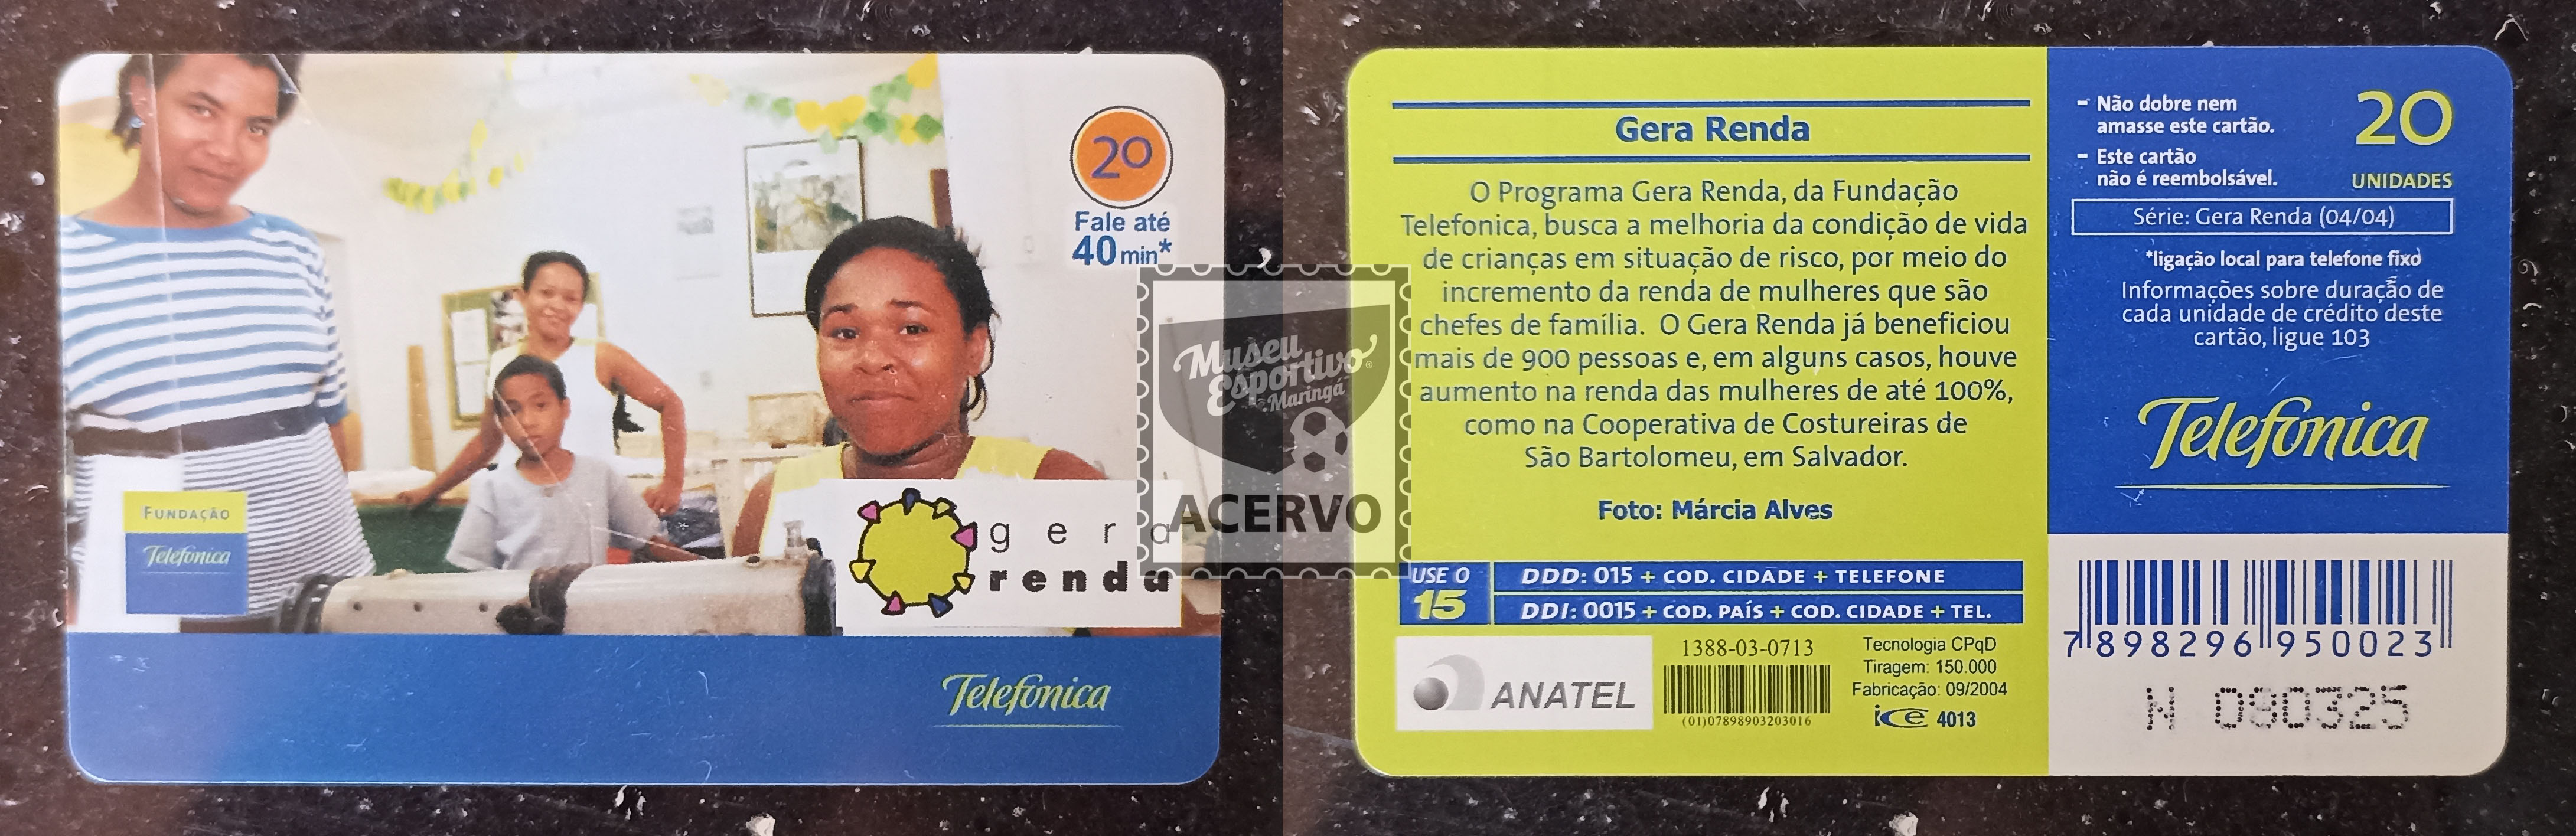 20
Fale até
40 min*
FUNDAÇÃO
Telefonica
gera
renda
Telefonica
Museu
Esportivo
de Maringá
ACERVO
Gera Renda
O Programa Gera Renda, da Fundação
Telefonica, busca a melhoria da condição de vida
de crianças em situação de risco, por meio do
incremento da renda de mulheres que são
chefes de família. O Gera Renda já beneficiou
mais de 900 pessoas e, em alguns casos, houve
aumento na renda das mulheres de até 100%,
como na Cooperativa de Costureiras de
São Bartolomeu, em Salvador.
Foto: Márcia Alves
USE O
15
DDD: 015 + COD. CIDADE + TELEFONE
DDI: 0015 + COD. PAÍS + COD. CIDADE + TEL.
ANATEL
1388-03-0713
(01)07898903203016
Tecnologia CPqD
Tiragem: 150.000
Fabricação: 09/2004
ice 4013
- Não dobre nem
amasse este cartão.
- Este cartão
não é reembolsável.
20
UNIDADES
Série: Gera Renda (04/04)
*ligação local para telefone fixo
Informações sobre duração de
cada unidade de crédito deste
cartão, ligue 103
Telefonica
7 898296 950023
N 090325